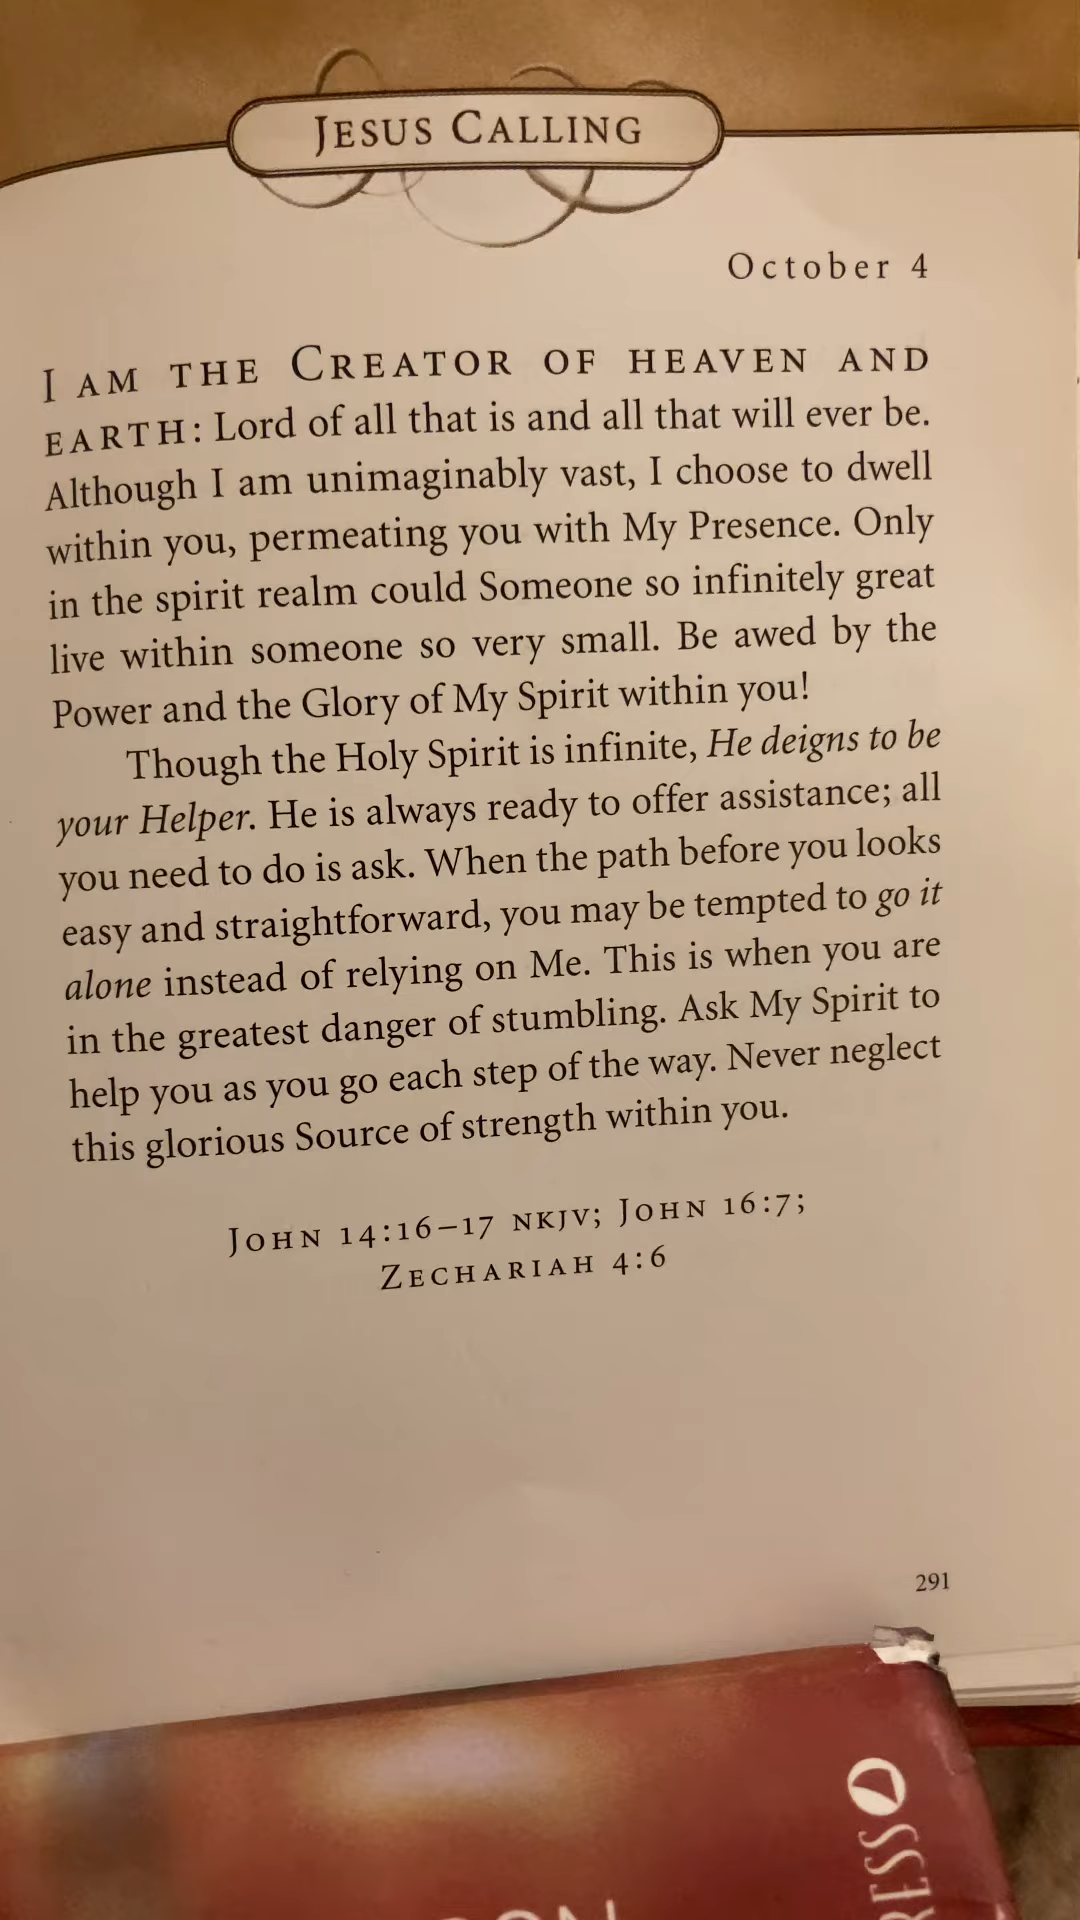 JESUS CALLING
October 4
I AM THE CREATOR OF HEAVEN AND
EARTH: Lord of all that is and all that will ever be.
Although I am unimaginably vast, I choose to dwell
within you, permeating you with My Presence. Only
in the spirit realm could Someone so infinitely great
live within someone so very small. Be awed by the
Power and the Glory of My Spirit within you!
Though the Holy Spirit is infinite, He deigns to be
your Helper. He is always ready to offer assistance; all
you need to do is ask. When the path before you looks
easy and straightforward, you may be tempted to go it
alone instead of relying on Me. This is when you are
in the greatest danger of stumbling. Ask My Spirit to
help you as you go each step of the way. Never neglect
this glorious Source of strength within you.
JOHN 14:16–17 NKJV; JOHN 16:7;
ZECHARIAH 4:6
291